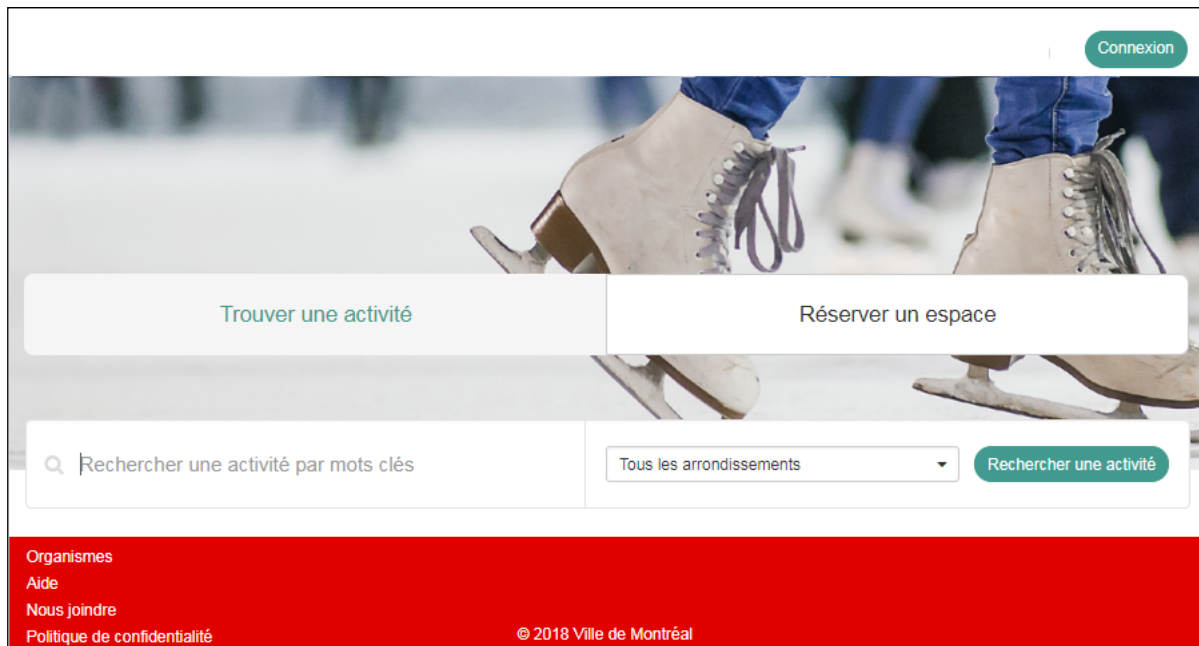 Connexion
Trouver une activité
Réserver un espace
Rechercher une activité par mots clés
Tous les arrondissements
Rechercher une activité
Organismes
Aide
Nous joindre
Politique de confidentialité
© 2018 Ville de Montréal